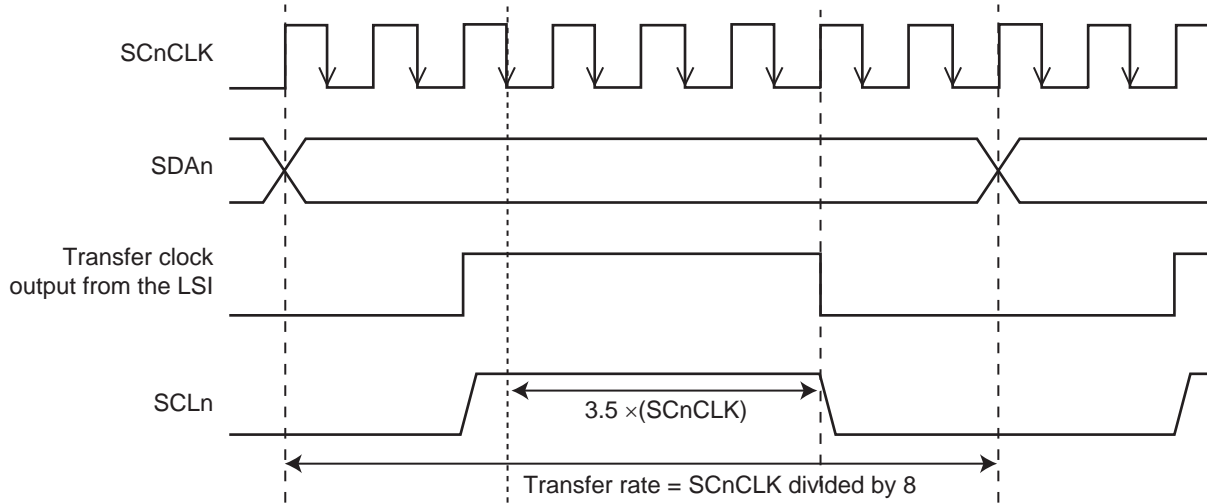 SCnCLK
SDAn
Transfer clock
output from the LSI
SCLn
3.5 ×(SCnCLK)
Transfer rate = SCnCLK divided by 8